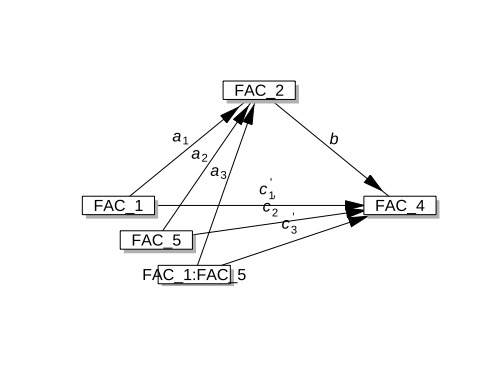 FAC_2
a1
b
a2
a3
c'1
FAC_1
FAC_4
c'2
c'3
FAC_5
FAC_1:FAC_5